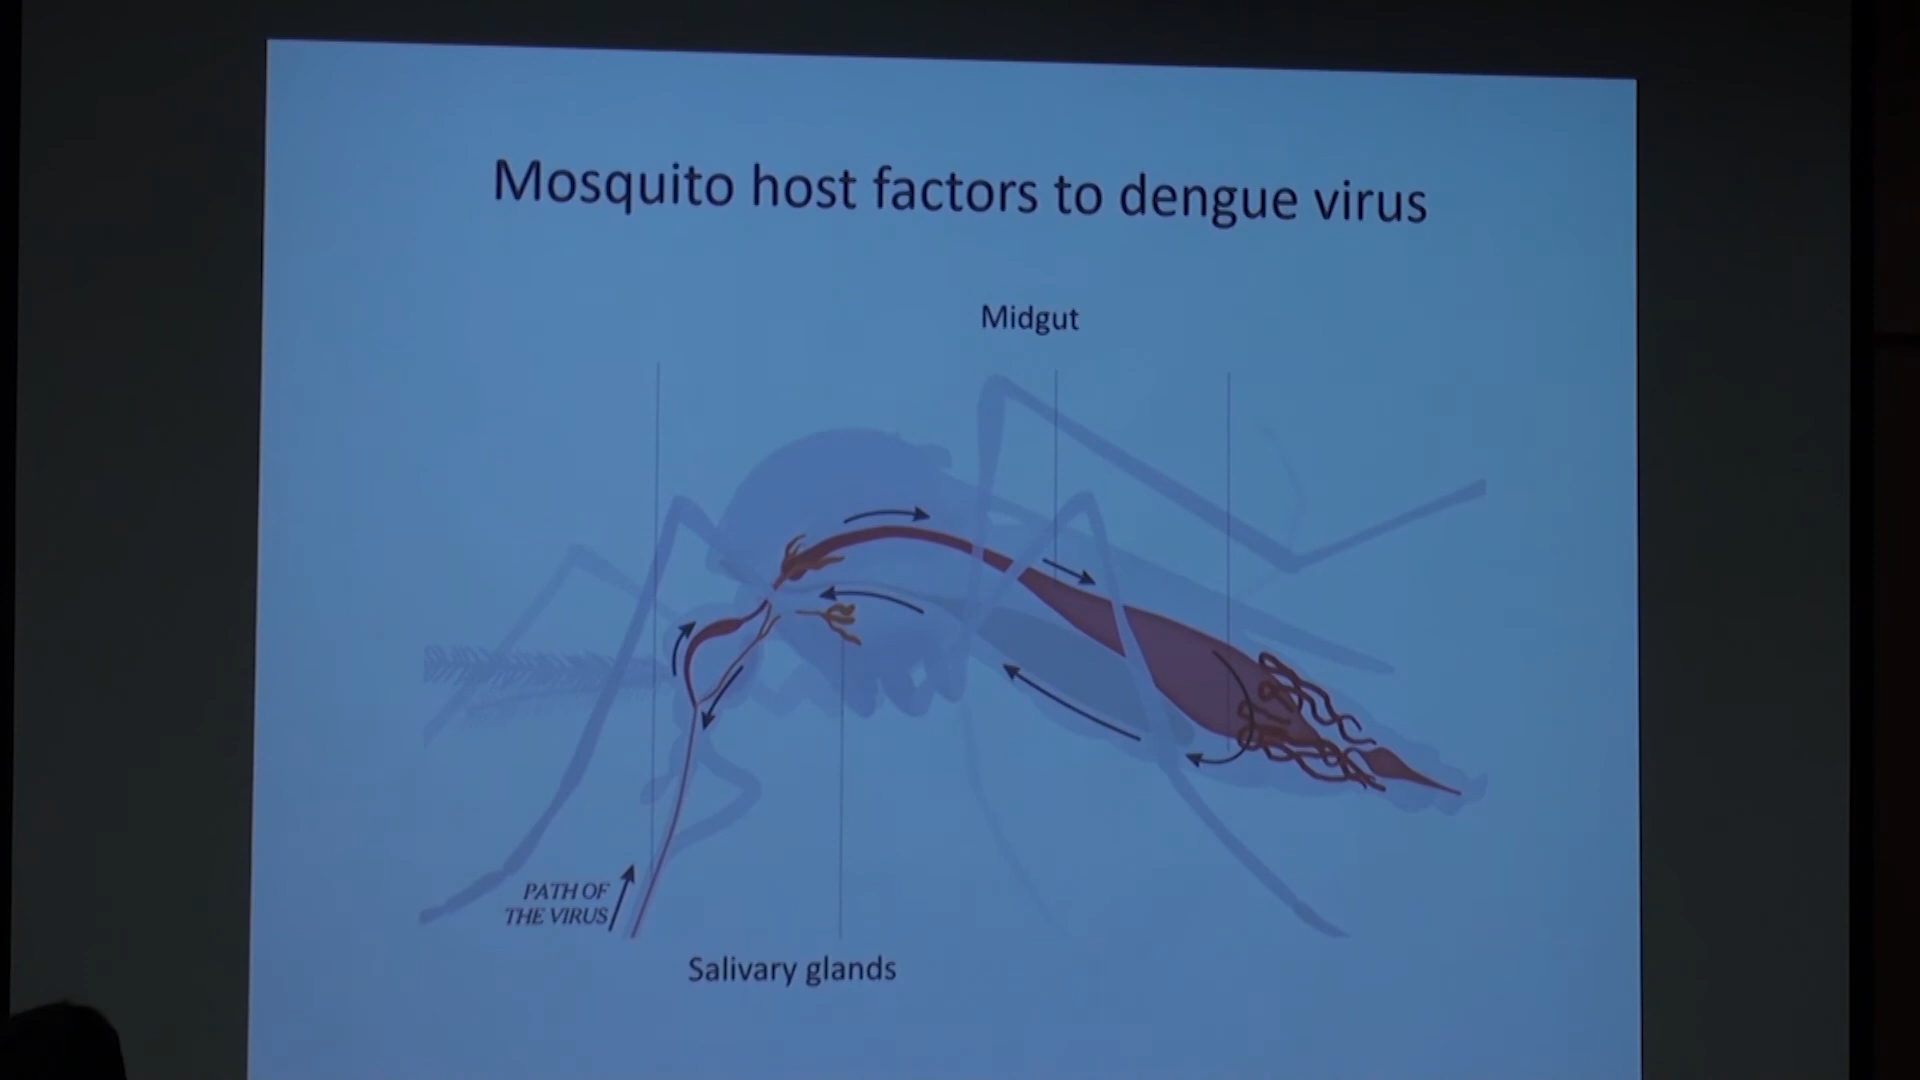 Mosquito host factors to dengue virus
Midgut
PATH OF
THE VIRUS
Salivary glands